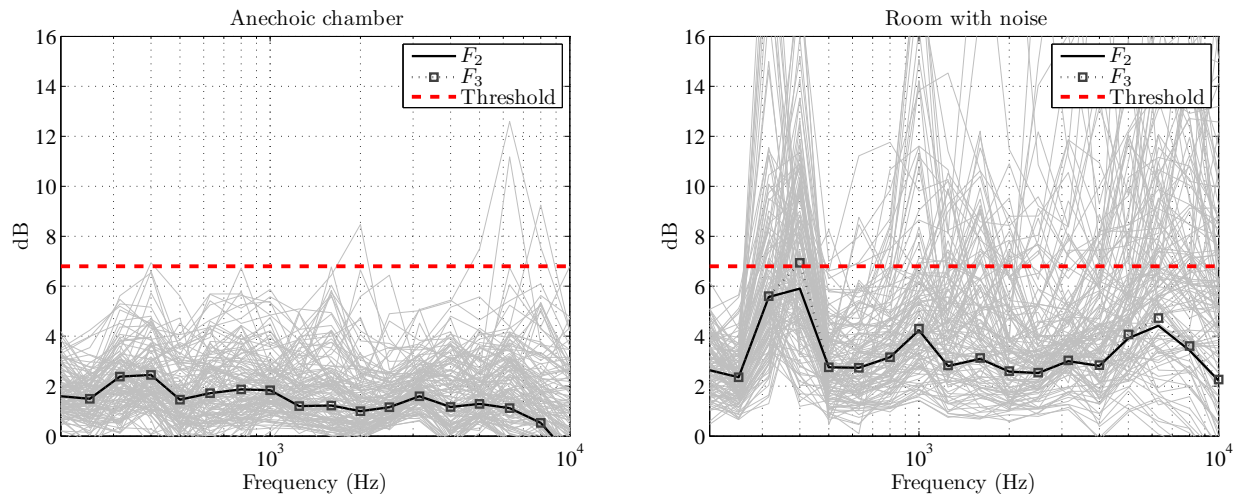 Anechoic chamber
16
14
12
10
8
6
4
2
0
dB
F2
F3
Threshold
10^3
10^4
Frequency (Hz)
Room with noise
16
14
12
10
8
6
4
2
0
dB
F2
F3
Threshold
10^3
10^4
Frequency (Hz)